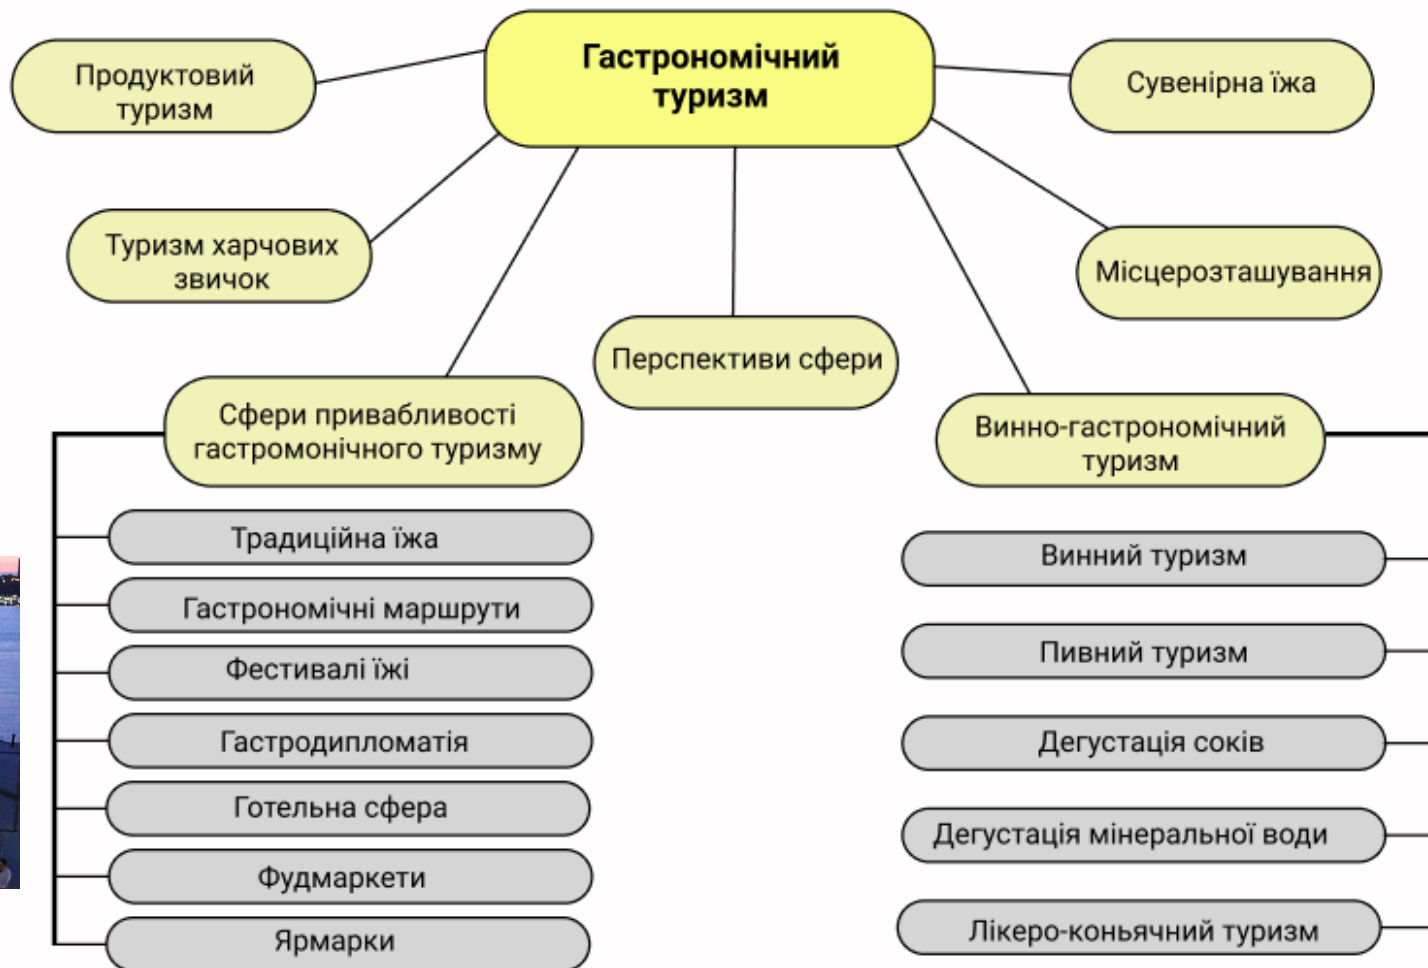 Гастрономічний
туризм
Продуктовий
туризм
Сувенірна їжа
Туризм харчових
звичок
Місцерозташування
Перспективи сфери
Сфери привабливості
гастромонічного туризму
Винно-гастрономічний
туризм
Традиційна їжа
Гастрономічні маршрути
Фестивалі їжі
Гастродипломатія
Готельна сфера
Фудмаркети
Ярмарки
Винний туризм
Пивний туризм
Дегустація соків
Дегустація мінеральної води
Лікеро-коньячний туризм